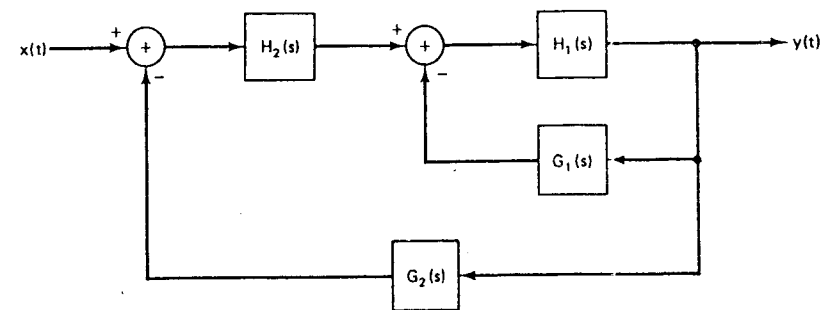 x(t)
+
+
−
H₂(s)
+
+
−
H₁(s)
y(t)
G₁(s)
G₂(s)